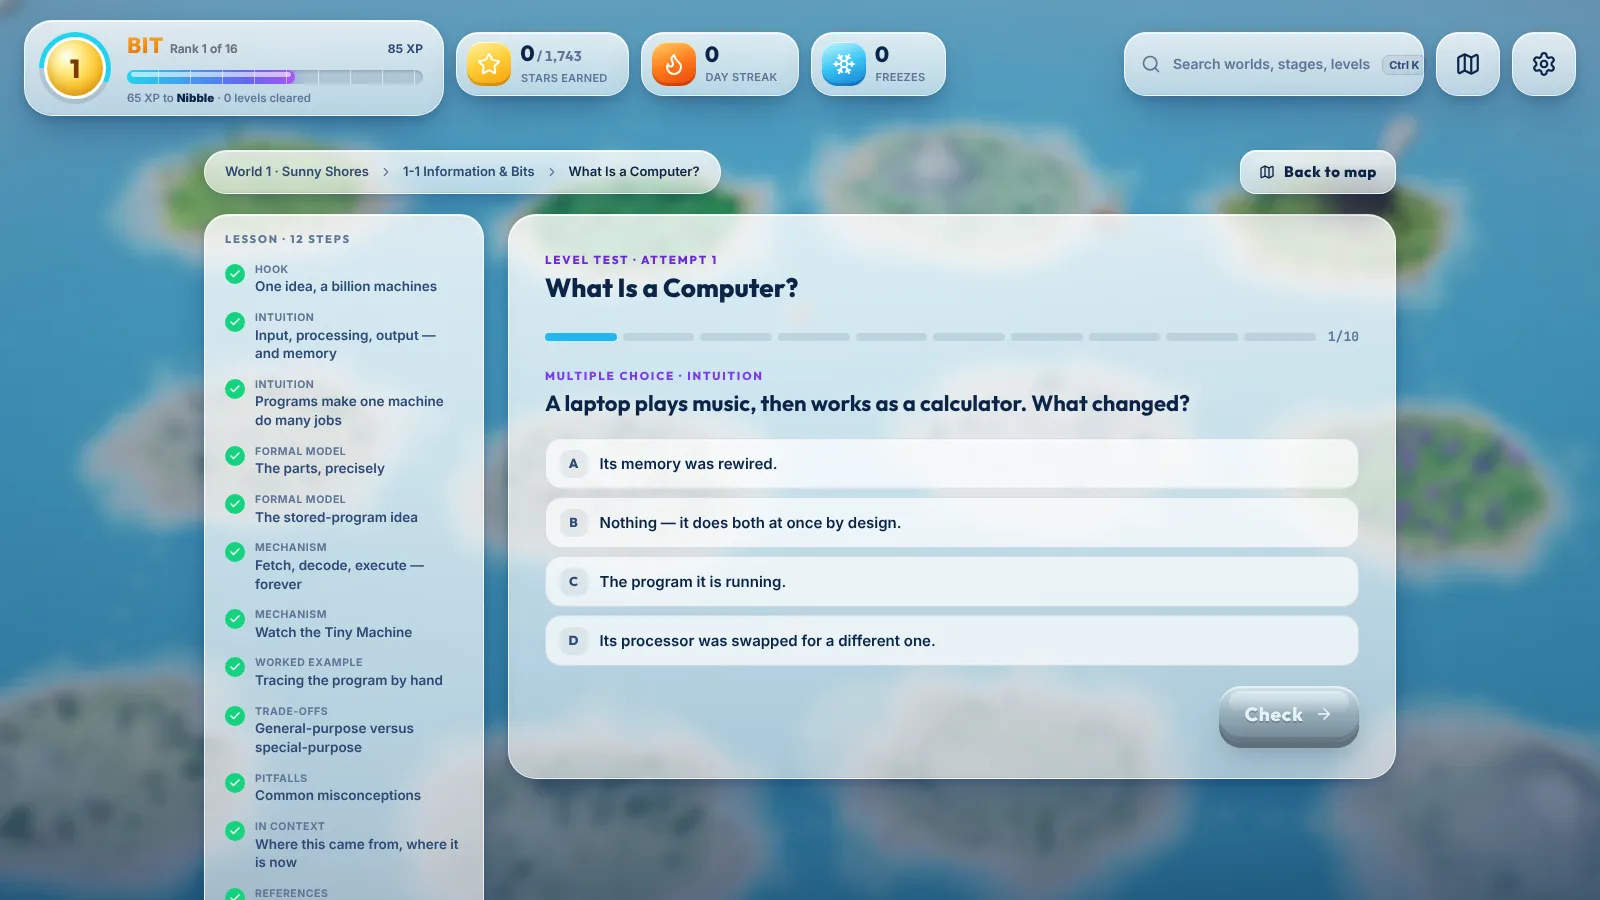 1
BIT Rank 1 of 16 85 XP
65 XP to Nibble · 0 levels cleared
0 / 1,743
STARS EARNED
0
DAY STREAK
0
FREEZES
Search worlds, stages, levels Ctrl K
World 1 · Sunny Shores > 1-1 Information & Bits > What Is a Computer?
Back to map
LESSON · 12 STEPS
HOOK
One idea, a billion machines
INTUITION
Input, processing, output —
and memory
INTUITION
Programs make one machine
do many jobs
FORMAL MODEL
The parts, precisely
FORMAL MODEL
The stored-program idea
MECHANISM
Fetch, decode, execute —
forever
MECHANISM
Watch the Tiny Machine
WORKED EXAMPLE
Tracing the program by hand
TRADE-OFFS
General-purpose versus
special-purpose
PITFALLS
Common misconceptions
IN CONTEXT
Where this came from, where it
is now
REFERENCES
LEVEL TEST · ATTEMPT 1
What Is a Computer?
1/10
MULTIPLE CHOICE · INTUITION
A laptop plays music, then works as a calculator. What changed?
A Its memory was rewired.
B Nothing — it does both at once by design.
C The program it is running.
D Its processor was swapped for a different one.
Check →